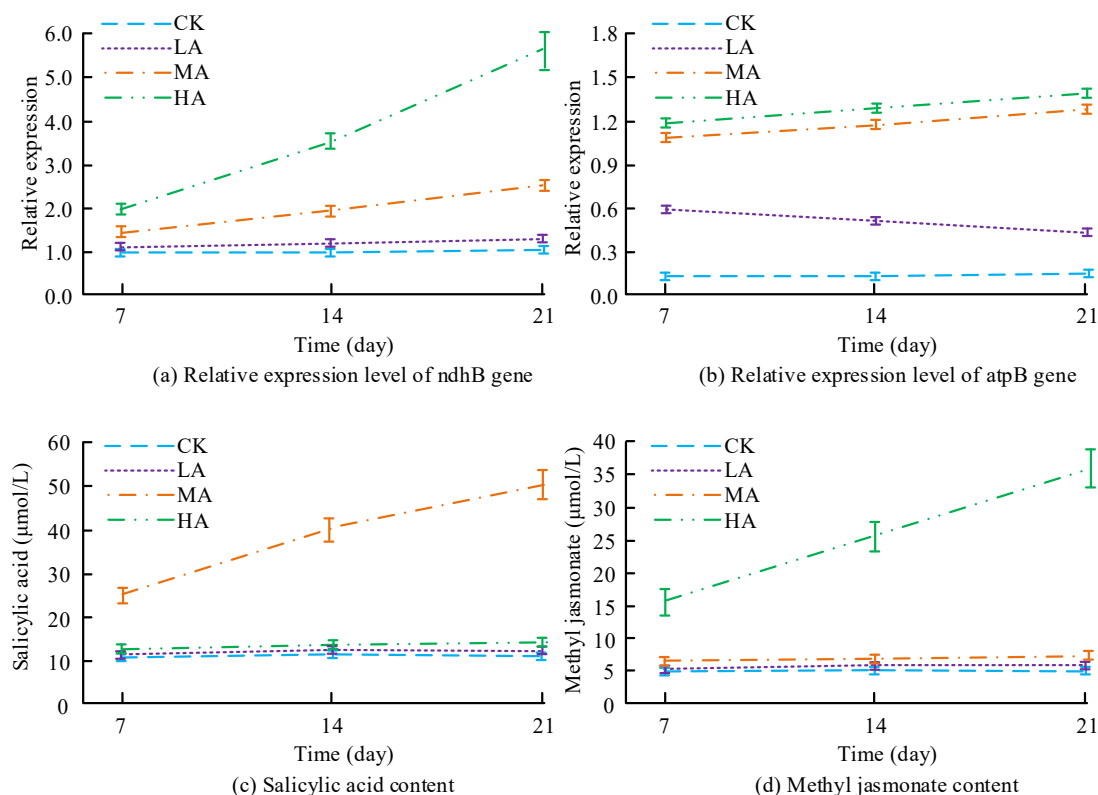 CK
LA
MA
HA
6.0
5.0
4.0
3.0
2.0
1.0
0.0
Relative expression
7
14
21
Time (day)
(a) Relative expression level of ndhB gene
CK
LA
MA
HA
1.8
1.5
1.2
0.9
0.6
0.3
0.0
Relative expression
7
14
21
Time (day)
(b) Relative expression level of atpB gene
CK
LA
MA
HA
60
50
40
30
20
10
0
Salicylic acid (μmol/L)
7
14
21
Time (day)
(c) Salicylic acid content
CK
LA
MA
HA
40
35
30
25
20
15
10
5
0
Methyl jasmonate (μmol/L)
7
14
21
Time (day)
(d) Methyl jasmonate content